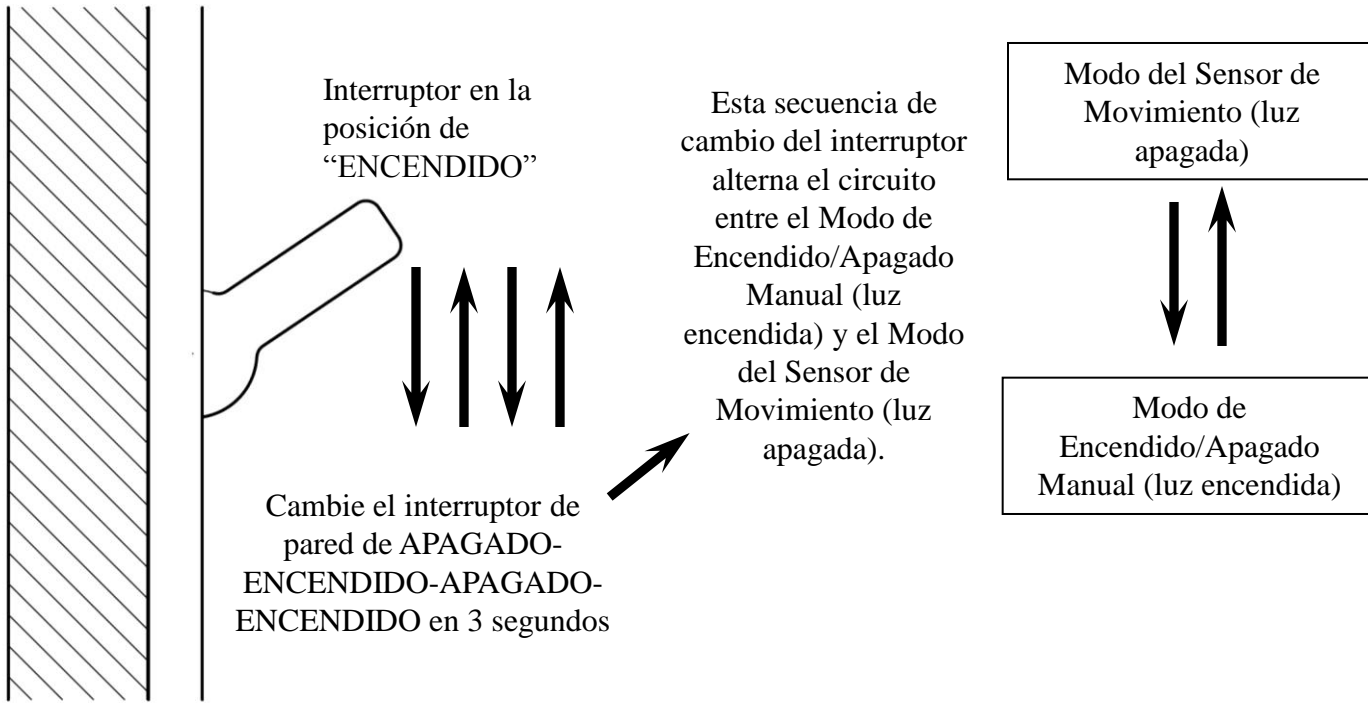 Interruptor en la
posición de
“ENCENDIDO”
Cambie el interruptor de
pared de APAGADO-
ENCENDIDO-APAGADO-
ENCENDIDO en 3 segundos
Esta secuencia de
cambio del interruptor
alterna el circuito
entre el Modo de
Encendido/Apagado
Manual (luz
encendida) y el Modo
del Sensor de
Movimiento (luz
apagada).
Modo del Sensor de
Movimiento (luz
apagada)
Modo de
Encendido/Apagado
Manual (luz encendida)